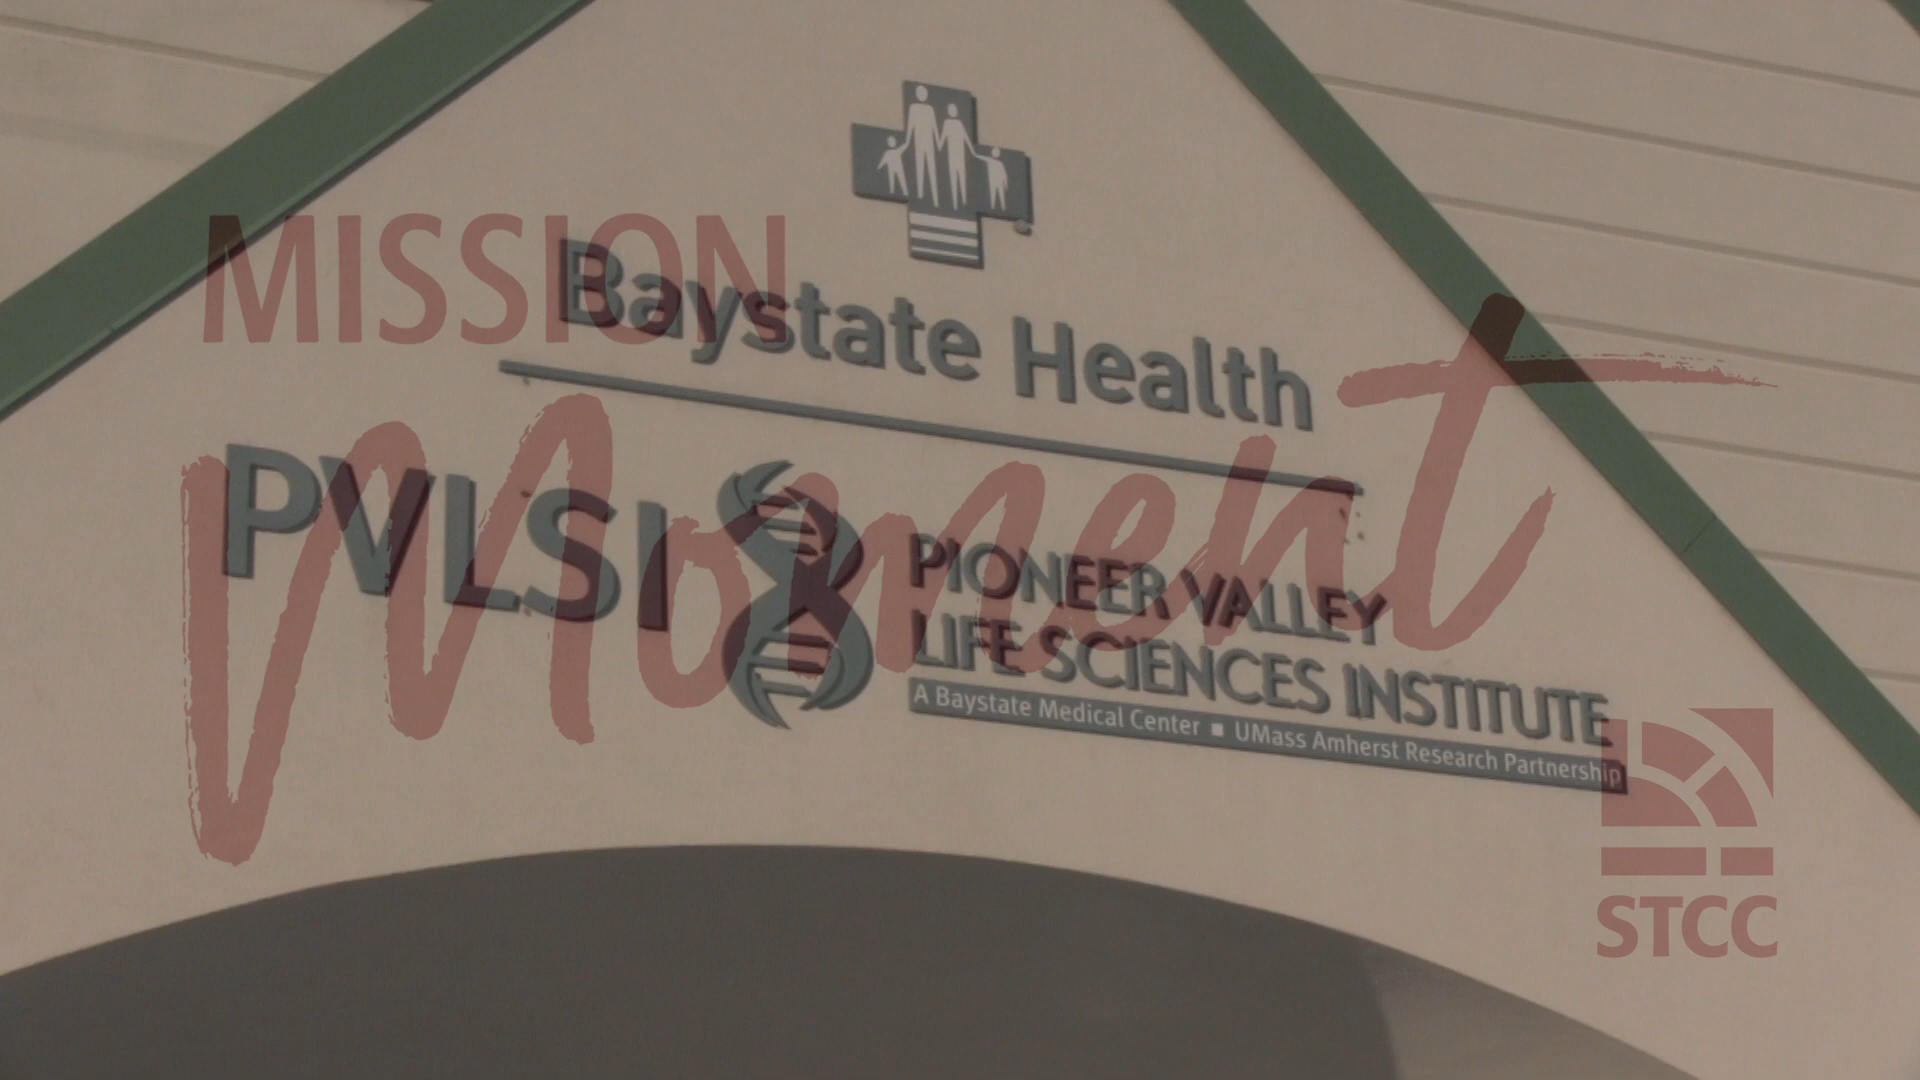 MISSION
Moment
Baystate Health
PVLSI
PIONEER VALLEY
LIFE SCIENCES INSTITUTE
A Baystate Medical Center ▪ UMass Amherst Research Partnership
STCC